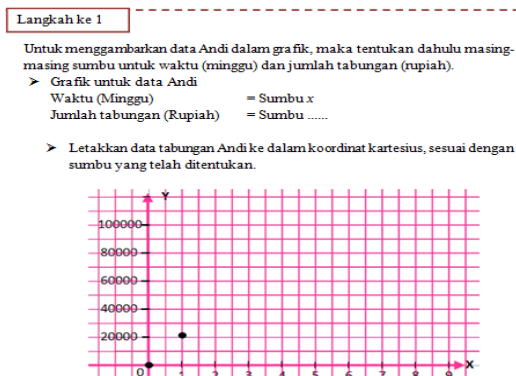 Langkah ke 1
Untuk menggambarkan data Andi dalam grafik, maka tentukan dahulu masing-
masing sumbu untuk waktu (minggu) dan jumlah tabungan (rupiah).
➢ Grafik untuk data Andi
Waktu (Minggu) = Sumbu x
Jumlah tabungan (Rupiah) = Sumbu ......
➢ Letakkan data tabungan Andi ke dalam koordinat kartesius, sesuai dengan
sumbu yang telah ditentukan.
Y
100000
80000
60000
40000
20000
X
0 1 2 3 4 5 6 7 8 9